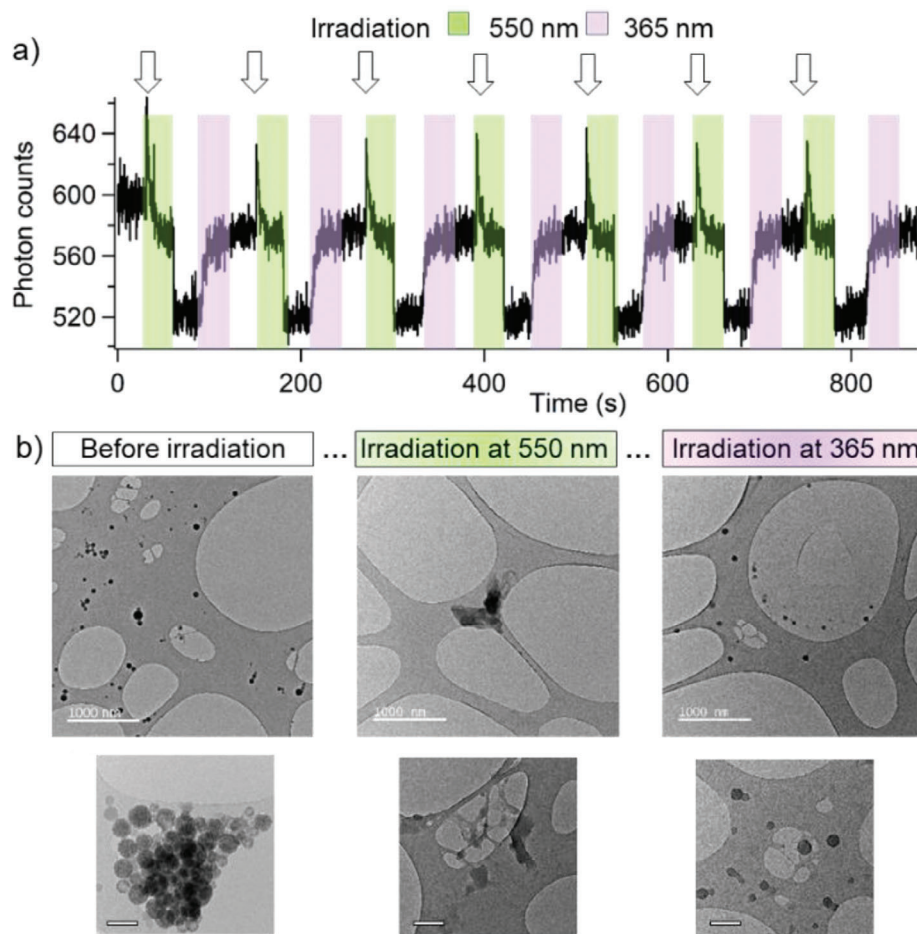 Irradiation 550 nm 365 nm
a)
Photon counts
640
600
560
520
0 200 400 600 800
Time (s)
b)
Before irradiation ... Irradiation at 550 nm ... Irradiation at 365 nm
1000 nm 1000 nm 1000 nm